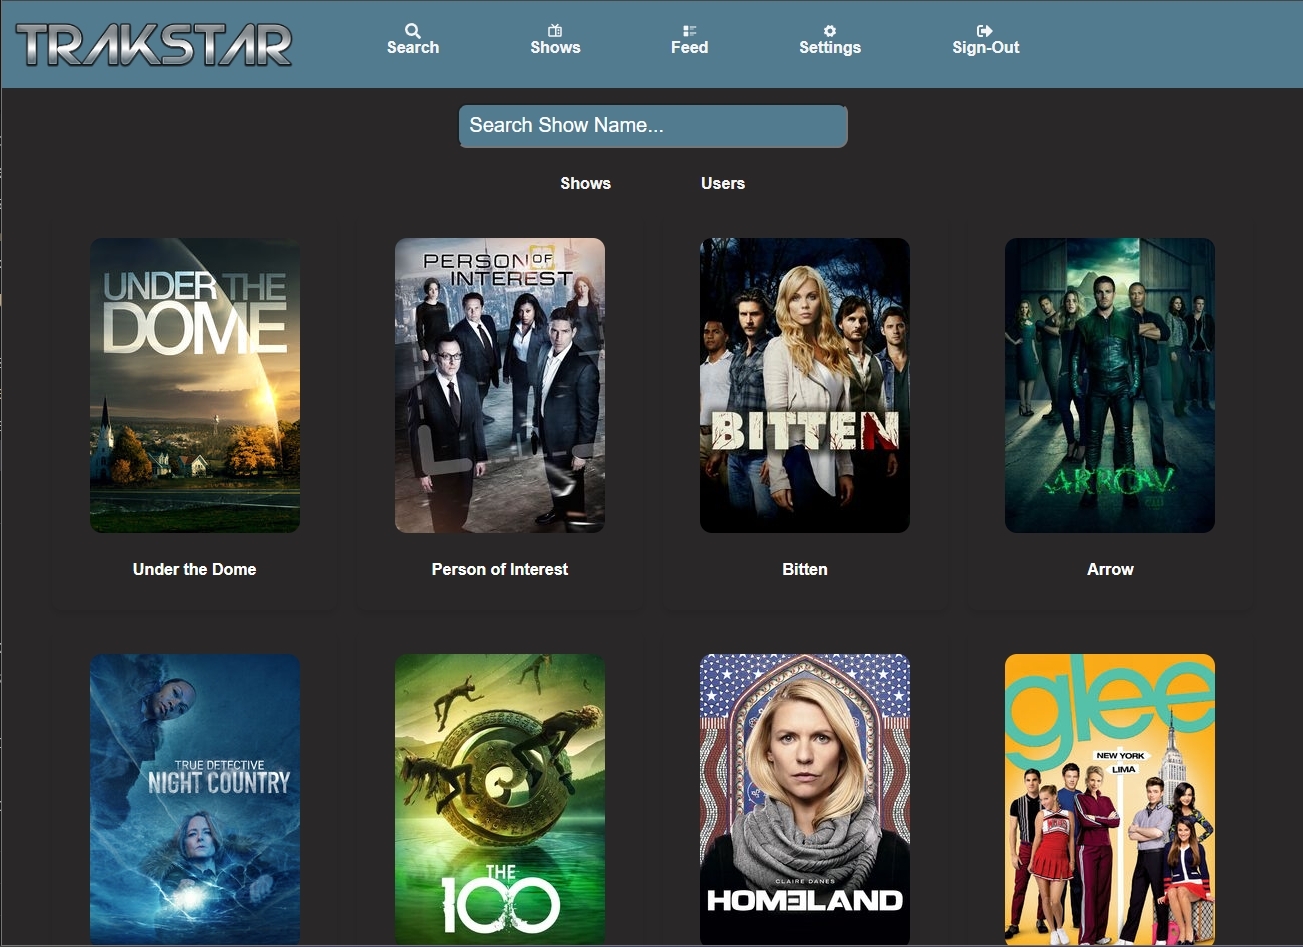 TRAKSTAR
Search
Shows
Feed
Settings
Sign-Out
Search Show Name...
Shows
Users
UNDER THE
DOME
PERSON OF
INTEREST
BITTEN
ARROW
Under the Dome
Person of Interest
Bitten
Arrow
TRUE DETECTIVE
NIGHT COUNTRY
THE
100
CLAIRE DANES
HOMELAND
glee
NEW YORK
LIMA